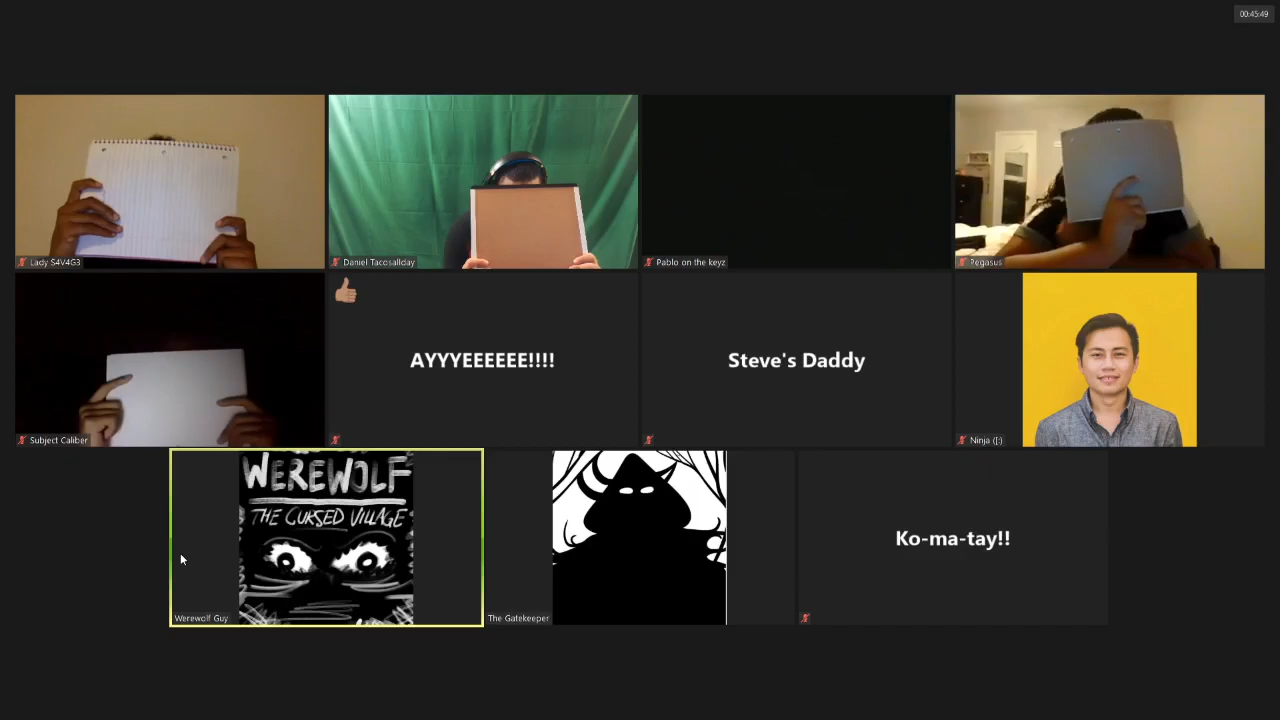 00:45:49
Lady S4V4G3
Daniel Tacosallday
Pablo on the keyz
Pegasus
Subject Caliber
AYYYEEEEEE!!!!
Steve's Daddy
Ninja ([:)
WEREWOLF
THE CURSED VILLAGE
Werewolf Guy
The Gatekeeper
Ko-ma-tay!!